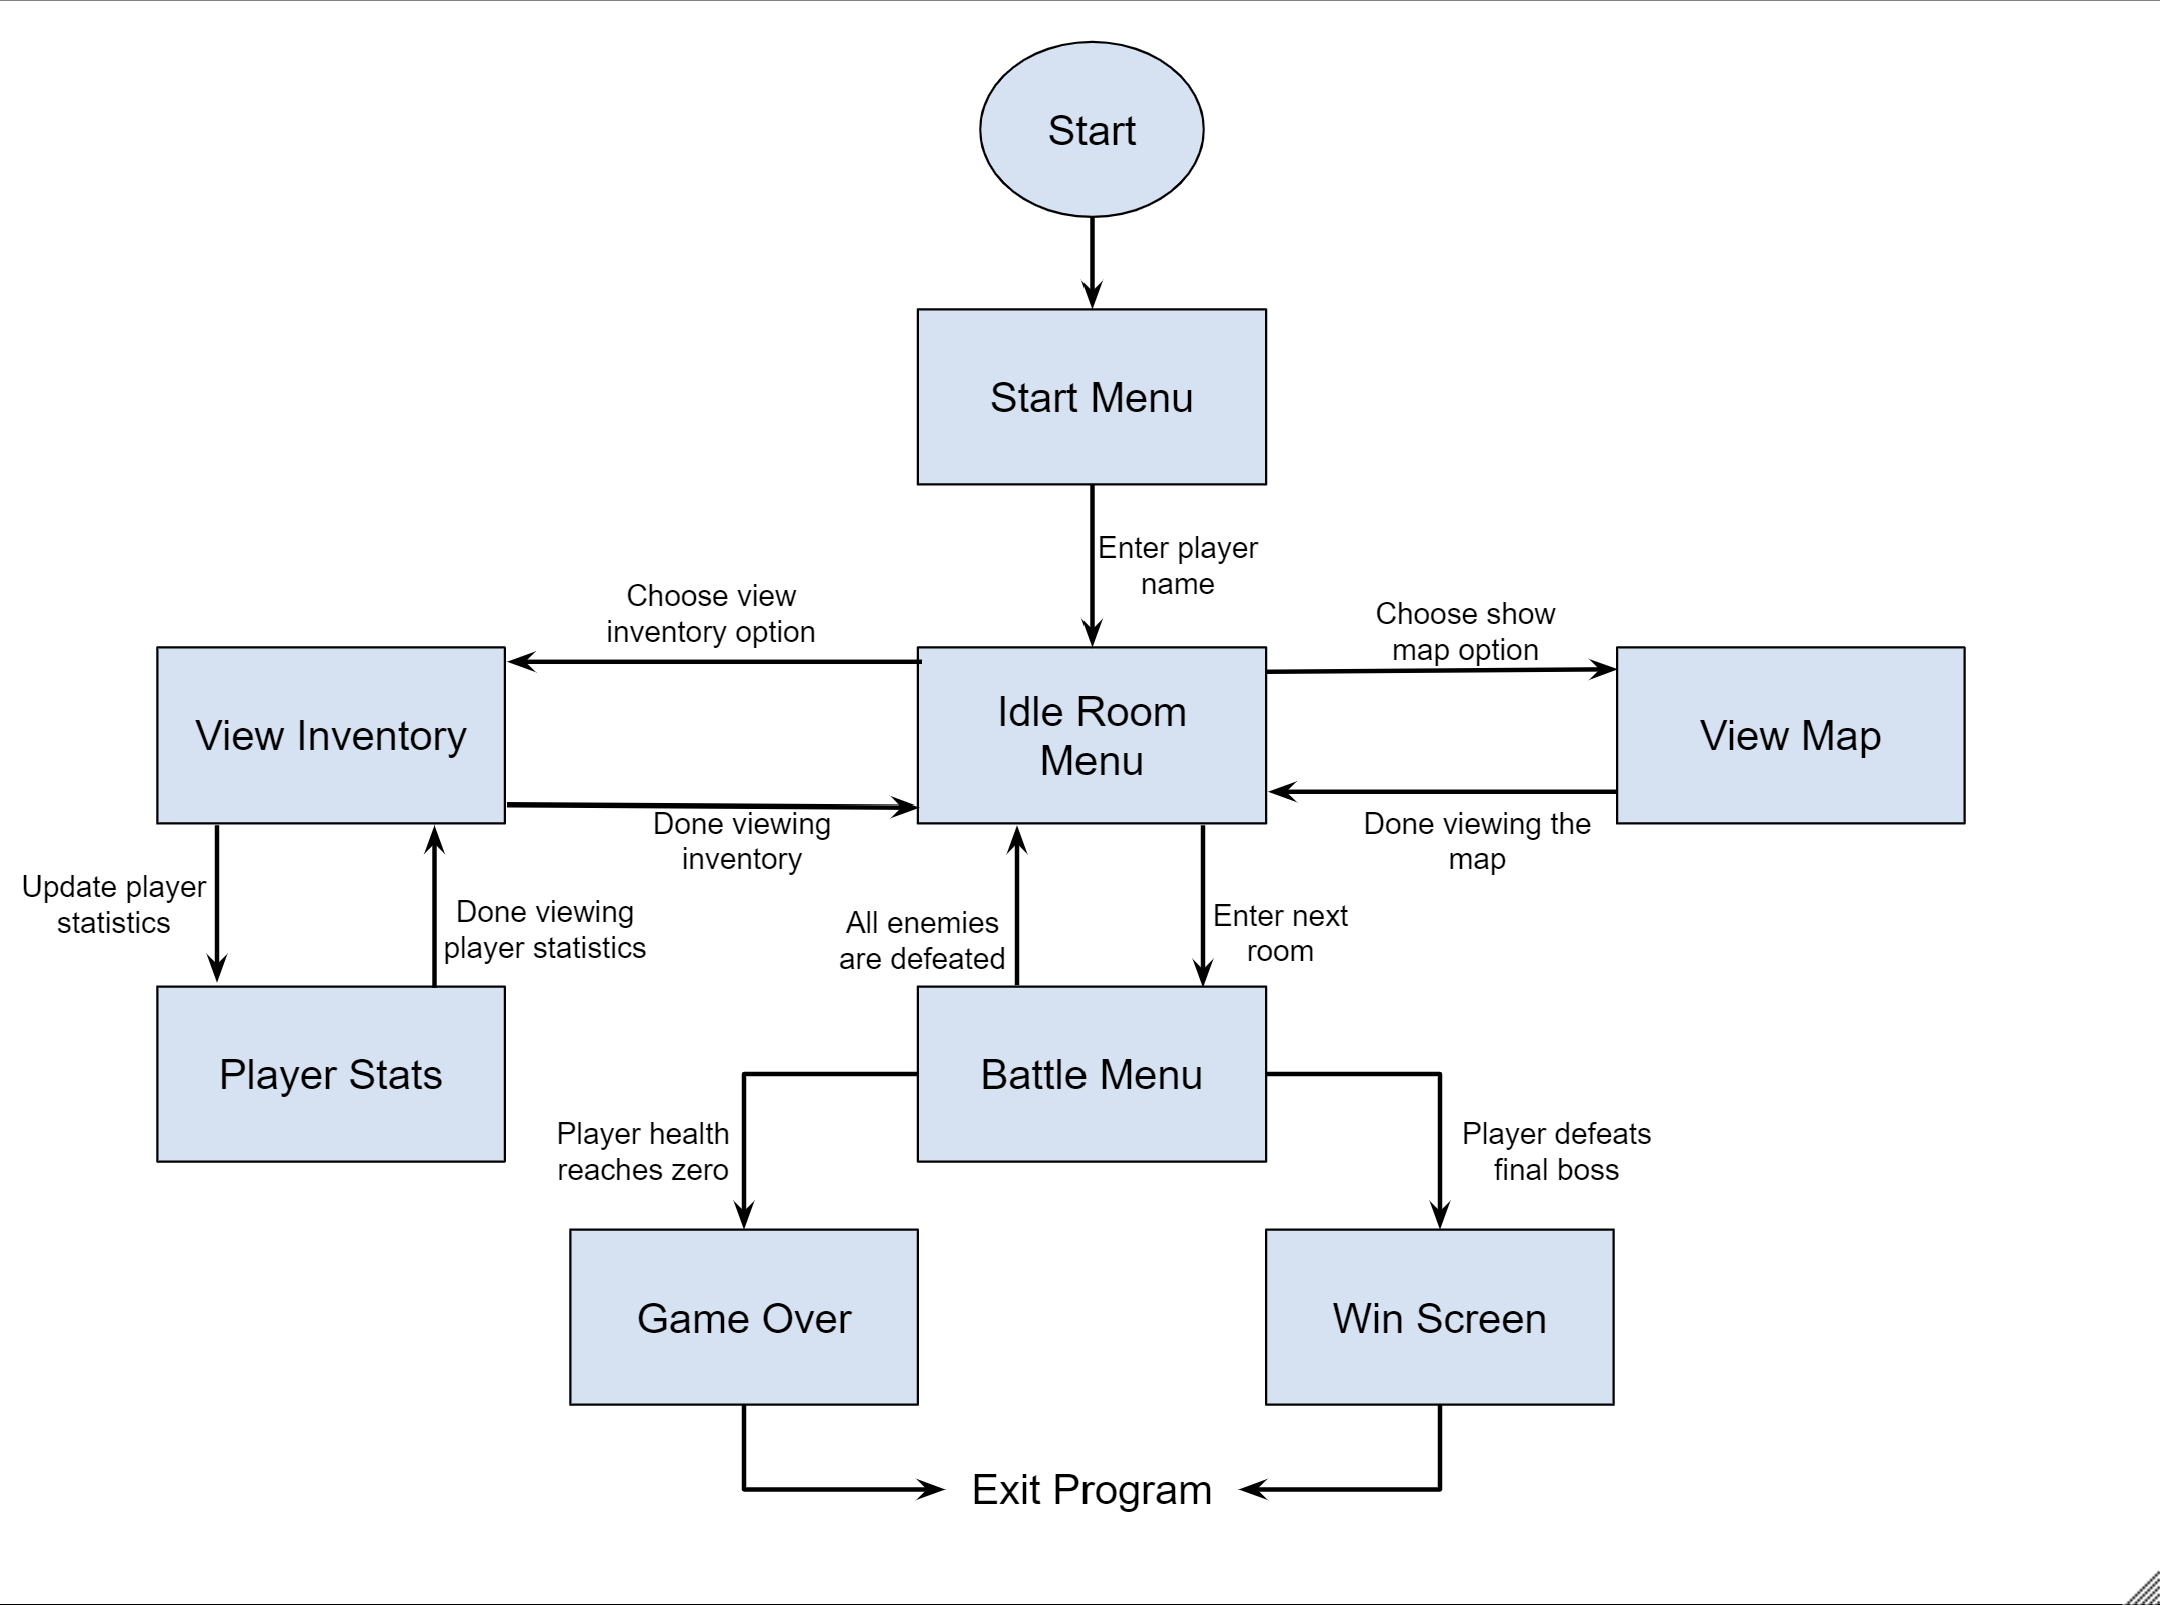 Start
Start Menu
Enter player
name
Choose view
inventory option
Choose show
map option
View Inventory
Idle Room
Menu
View Map
Done viewing
inventory
Done viewing the
map
Update player
statistics
Done viewing
player statistics
All enemies
are defeated
Enter next
room
Player Stats
Battle Menu
Player health
reaches zero
Player defeats
final boss
Game Over
Win Screen
Exit Program